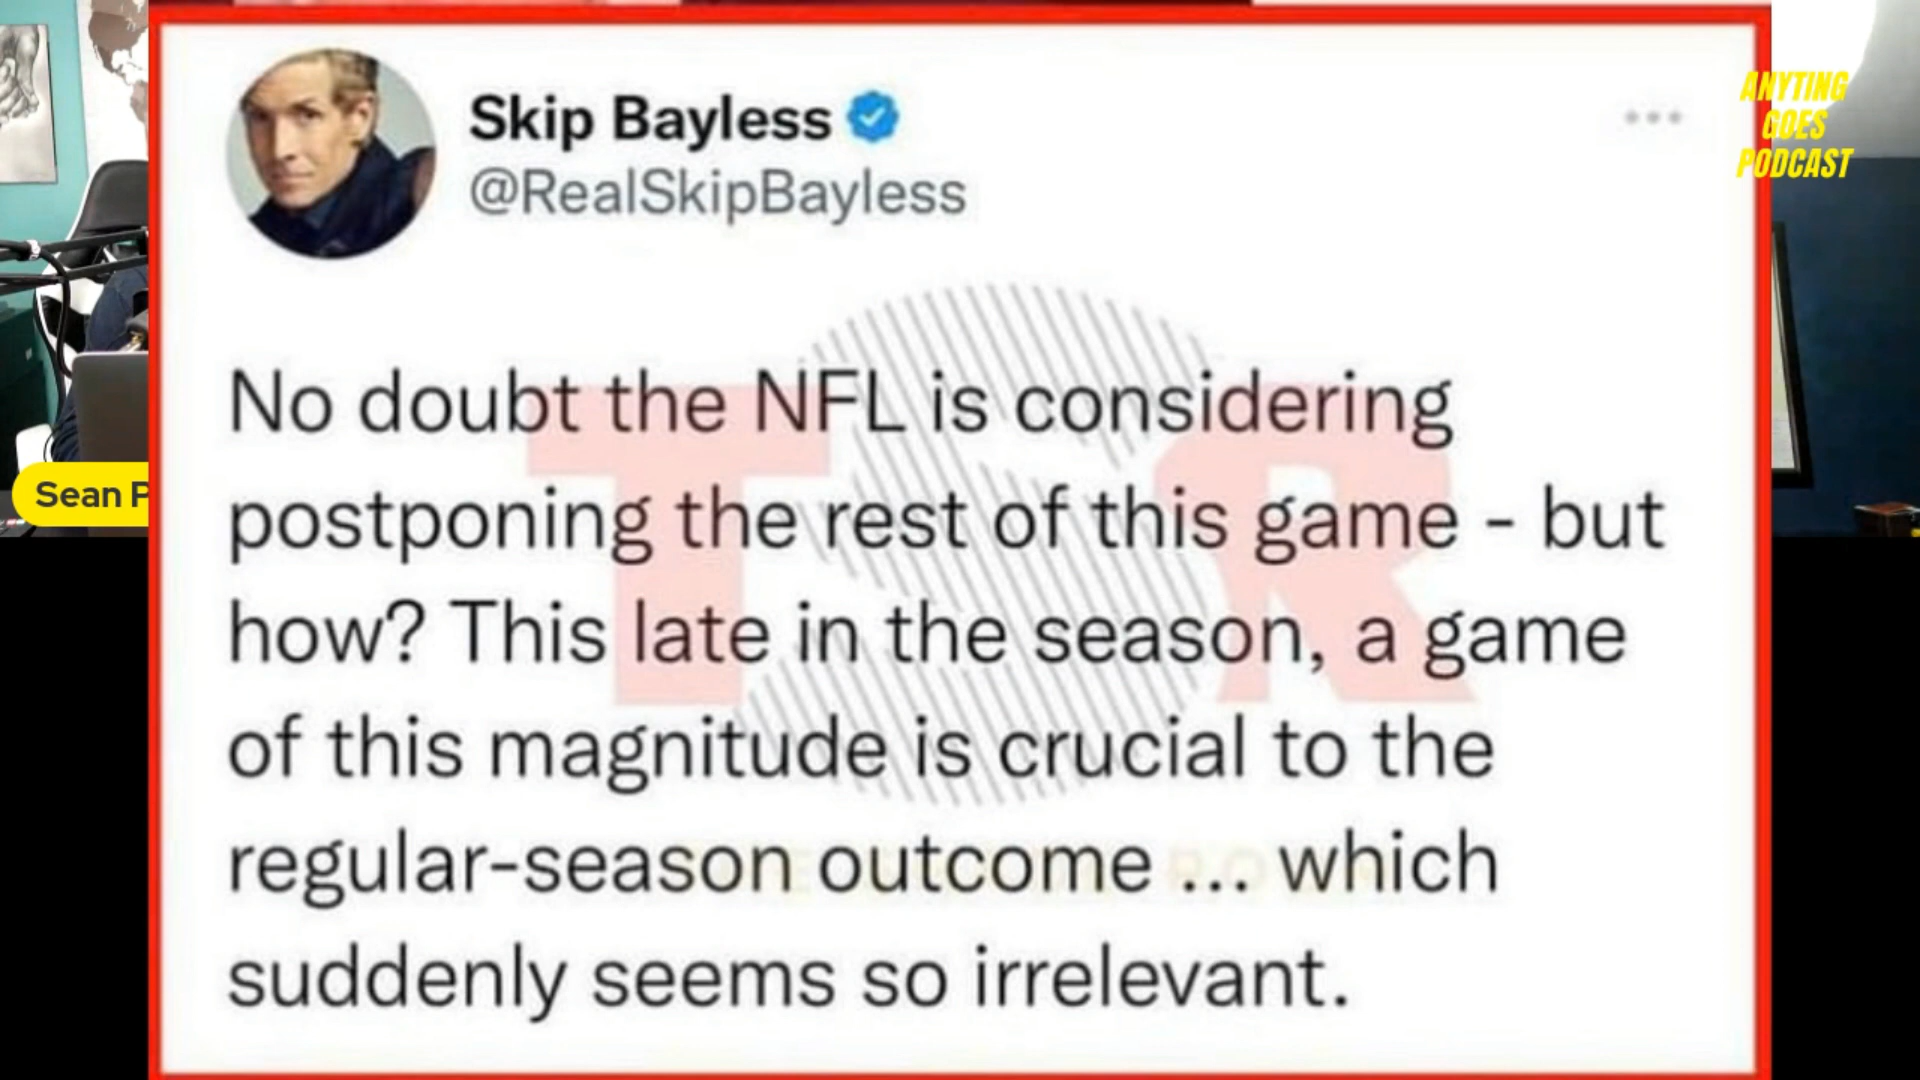 Skip Bayless
@RealSkipBayless
ANYTING
GOES
PODCAST
Sean P
No doubt the NFL is considering
postponing the rest of this game - but
how? This late in the season, a game
of this magnitude is crucial to the
regular-season outcome ... which
suddenly seems so irrelevant.
TSR